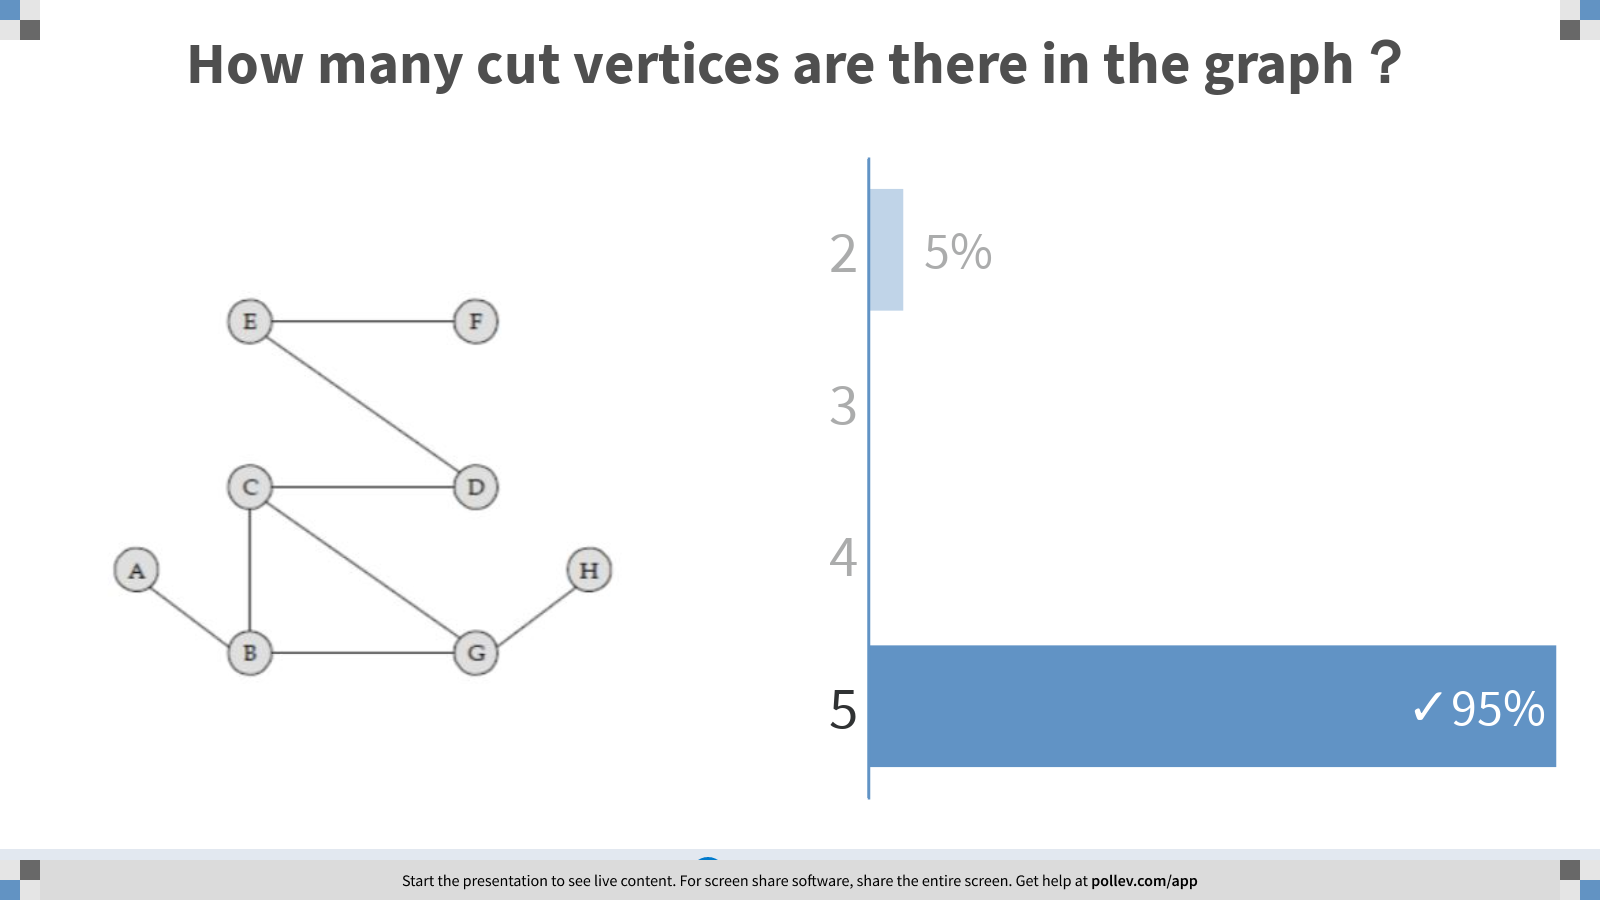 How many cut vertices are there in the graph？
2
5%
3
4
5
✓95%
E
F
C
D
A
H
B
G
Start the presentation to see live content. For screen share software, share the entire screen. Get help at pollev.com/app